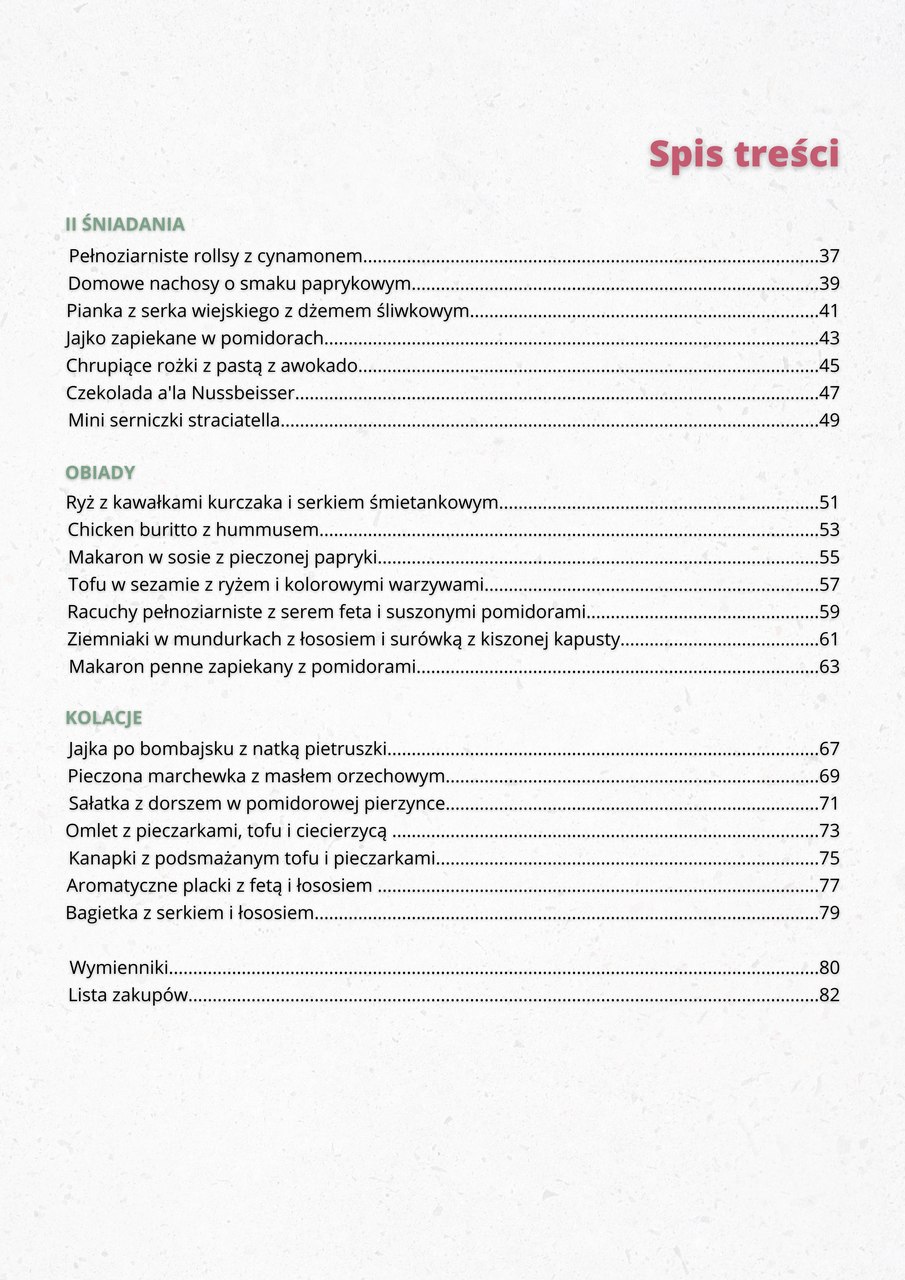 Spis treści
II ŚNIADANIA
Pełnoziarniste rollsy z cynamonem...............................................................................................37
Domowe nachosy o smaku paprykowym.....................................................................................39
Pianka z serka wiejskiego z dżemem śliwkowym.........................................................................41
Jajko zapiekane w pomidorach.......................................................................................................43
Chrupiące rożki z pastą z awokado................................................................................................45
Czekolada a'la Nussbeisser.............................................................................................................47
Mini serniczki straciatella................................................................................................................49
OBIADY
Ryż z kawałkami kurczaka i serkiem śmietankowym...................................................................51
Chicken buritto z hummusem........................................................................................................53
Makaron w sosie z pieczonej papryki............................................................................................55
Tofu w sezamie z ryżem i kolorowymi warzywami......................................................................57
Racuchy pełnoziarniste z serem feta i suszonymi pomidorami.................................................59
Ziemniaki w mundurkach z łososiem i surówką z kiszonej kapusty..........................................61
Makaron penne zapiekany z pomidorami....................................................................................63
KOLACJE
Jajka po bombajsku z natką pietruszki..........................................................................................67
Pieczona marchewka z masłem orzechowym..............................................................................69
Sałatka z dorszem w pomidorowej pierzynce..............................................................................71
Omlet z pieczarkami, tofu i ciecierzycą .........................................................................................73
Kanapki z podsmażanym tofu i pieczarkami................................................................................75
Aromatyczne placki z fetą i łososiem ............................................................................................77
Bagietka z serkiem i łososiem.........................................................................................................79
Wymienniki.......................................................................................................................................80
Lista zakupów...................................................................................................................................82